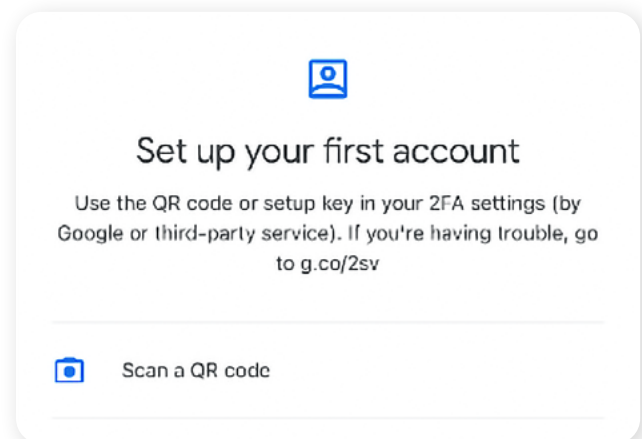 Set up your first account
Use the QR code or setup key in your 2FA settings (by
Google or third-party service). If you're having trouble, go
to g.co/2sv
Scan a QR code